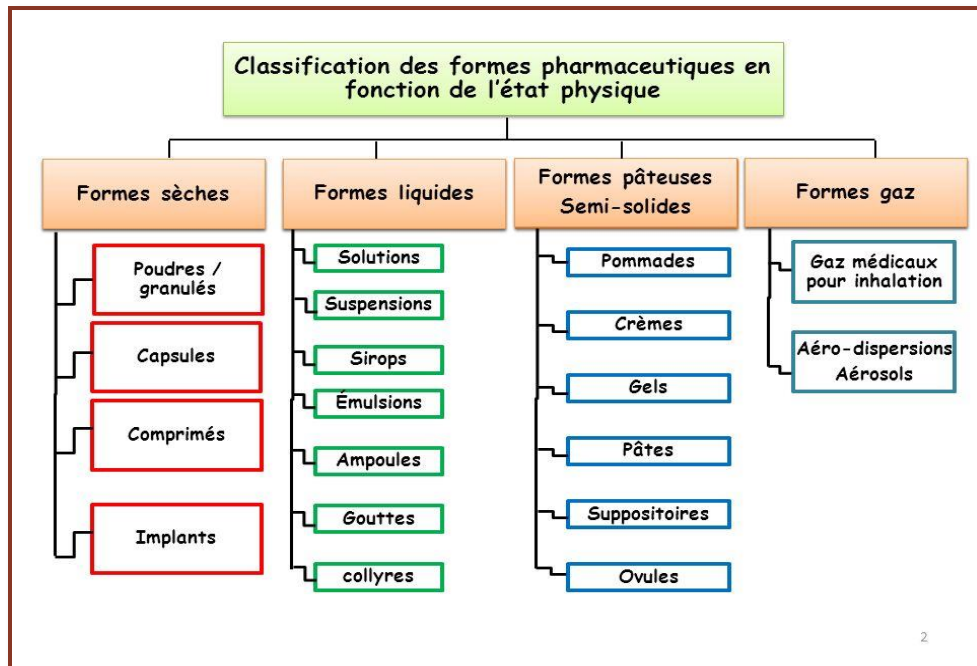 Classification des formes pharmaceutiques en
fonction de l'état physique
Formes sèches
Poudres /
granulés
Capsules
Comprimés
Implants
Formes liquides
Solutions
Suspensions
Sirops
Émulsions
Ampoules
Gouttes
collyres
Formes pâteuses
Semi-solides
Pommades
Crèmes
Gels
Pâtes
Suppositoires
Ovules
Formes gaz
Gaz médicaux
pour inhalation
Aéro-dispersions
Aérosols
2